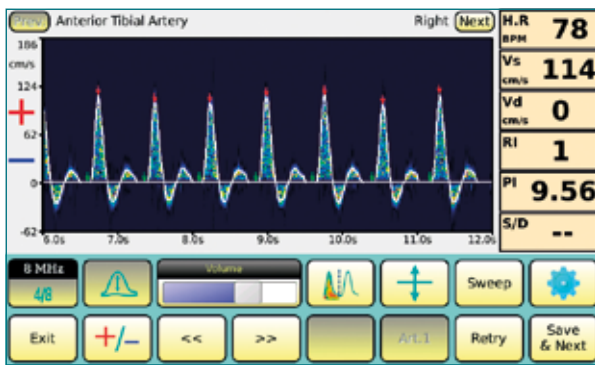 Prev Anterior Tibial Artery Right Next
H.R BPM 78
Vs cm/s 114
Vd cm/s 0
RI 1
PI 9.56
S/D --
186
cm/s
124
62
0
-62
6.0s 7.0s 8.0s 9.0s 10.0s 11.0s 12.0s
8 MHz
4/8
Volume
Sweep
Exit +/- << >> Art.1 Retry Save
& Next